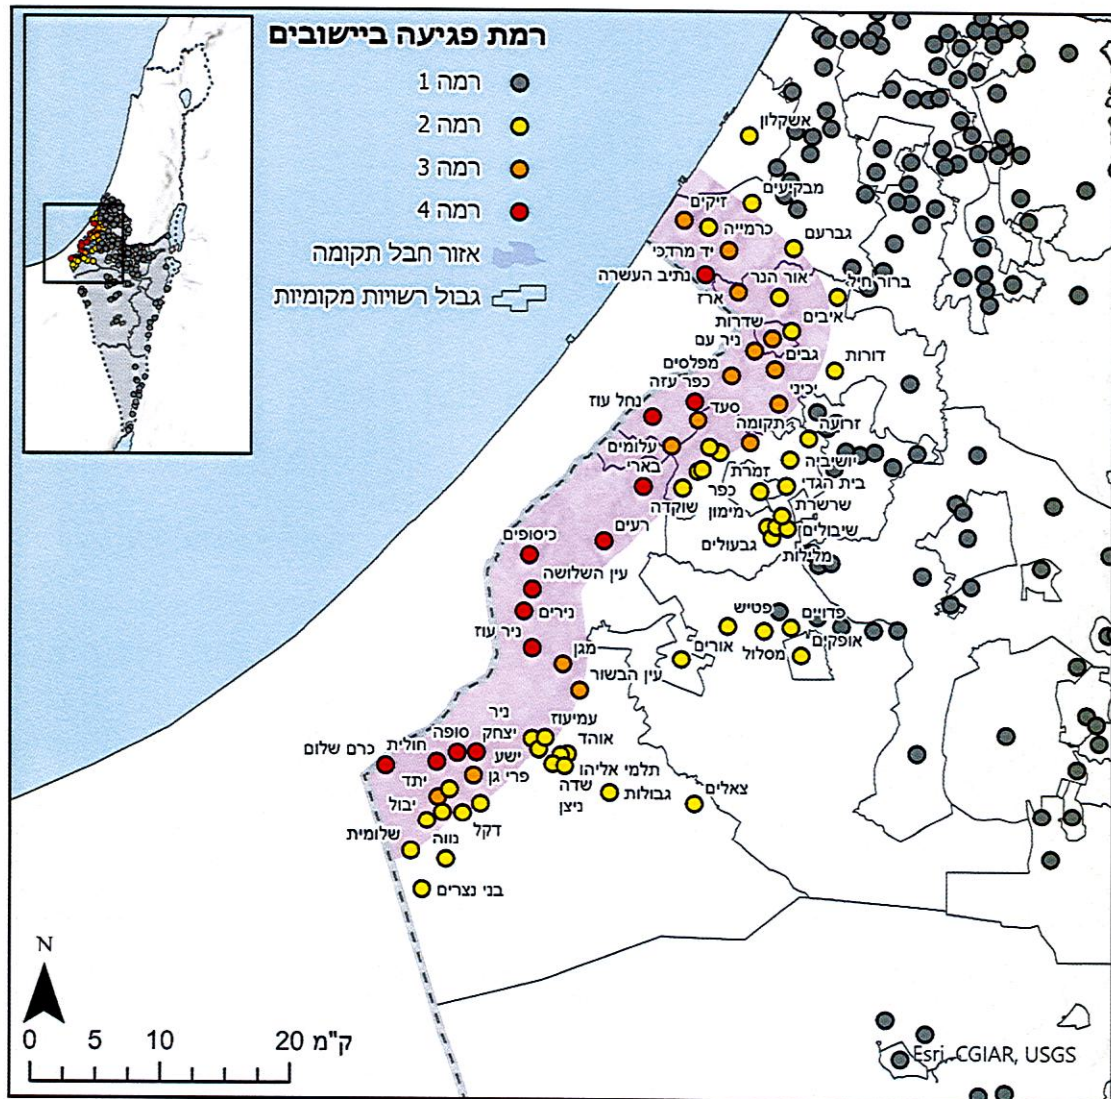 רמת פגיעה ביישובים
רמה 1
רמה 2
רמה 3
רמה 4
אזור חבל תקומה
גבול רשויות מקומיות
אשקלון
מבקיעים
זיקים
כרמייה
גברעם
יד מרדכי
נתיב העשרה
אור הנר
ברור חיל
ארז
איבים
שדרות
ניר עם
גבים
דורות
מפלסים
כפר עזה
יכיני
נחל עוז
סעד
תקומה
זרועה
עלומים
יושיביה
בארי
זמרת
בית הגדי
שוקדה
כפר
מימון
שרשרת
שיבולים
גבעולים
מלילות
רעים
כיסופים
עין השלושה
נירים
פטיש
פדויים
ניר עוז
אורים
מסלול
אופקים
מגן
עין הבשור
ניר
יצחק
עמיעוז
סופה
אוהד
חולית
כרם שלום
ישע
תלמי אליהו
יתד
פרי גן
שדה
ניצן
גבולות
צאלים
יבול
דקל
שלומית
נווה
בני נצרים
N
0 5 10 20 ק"מ
Esri, CGIAR, USGS